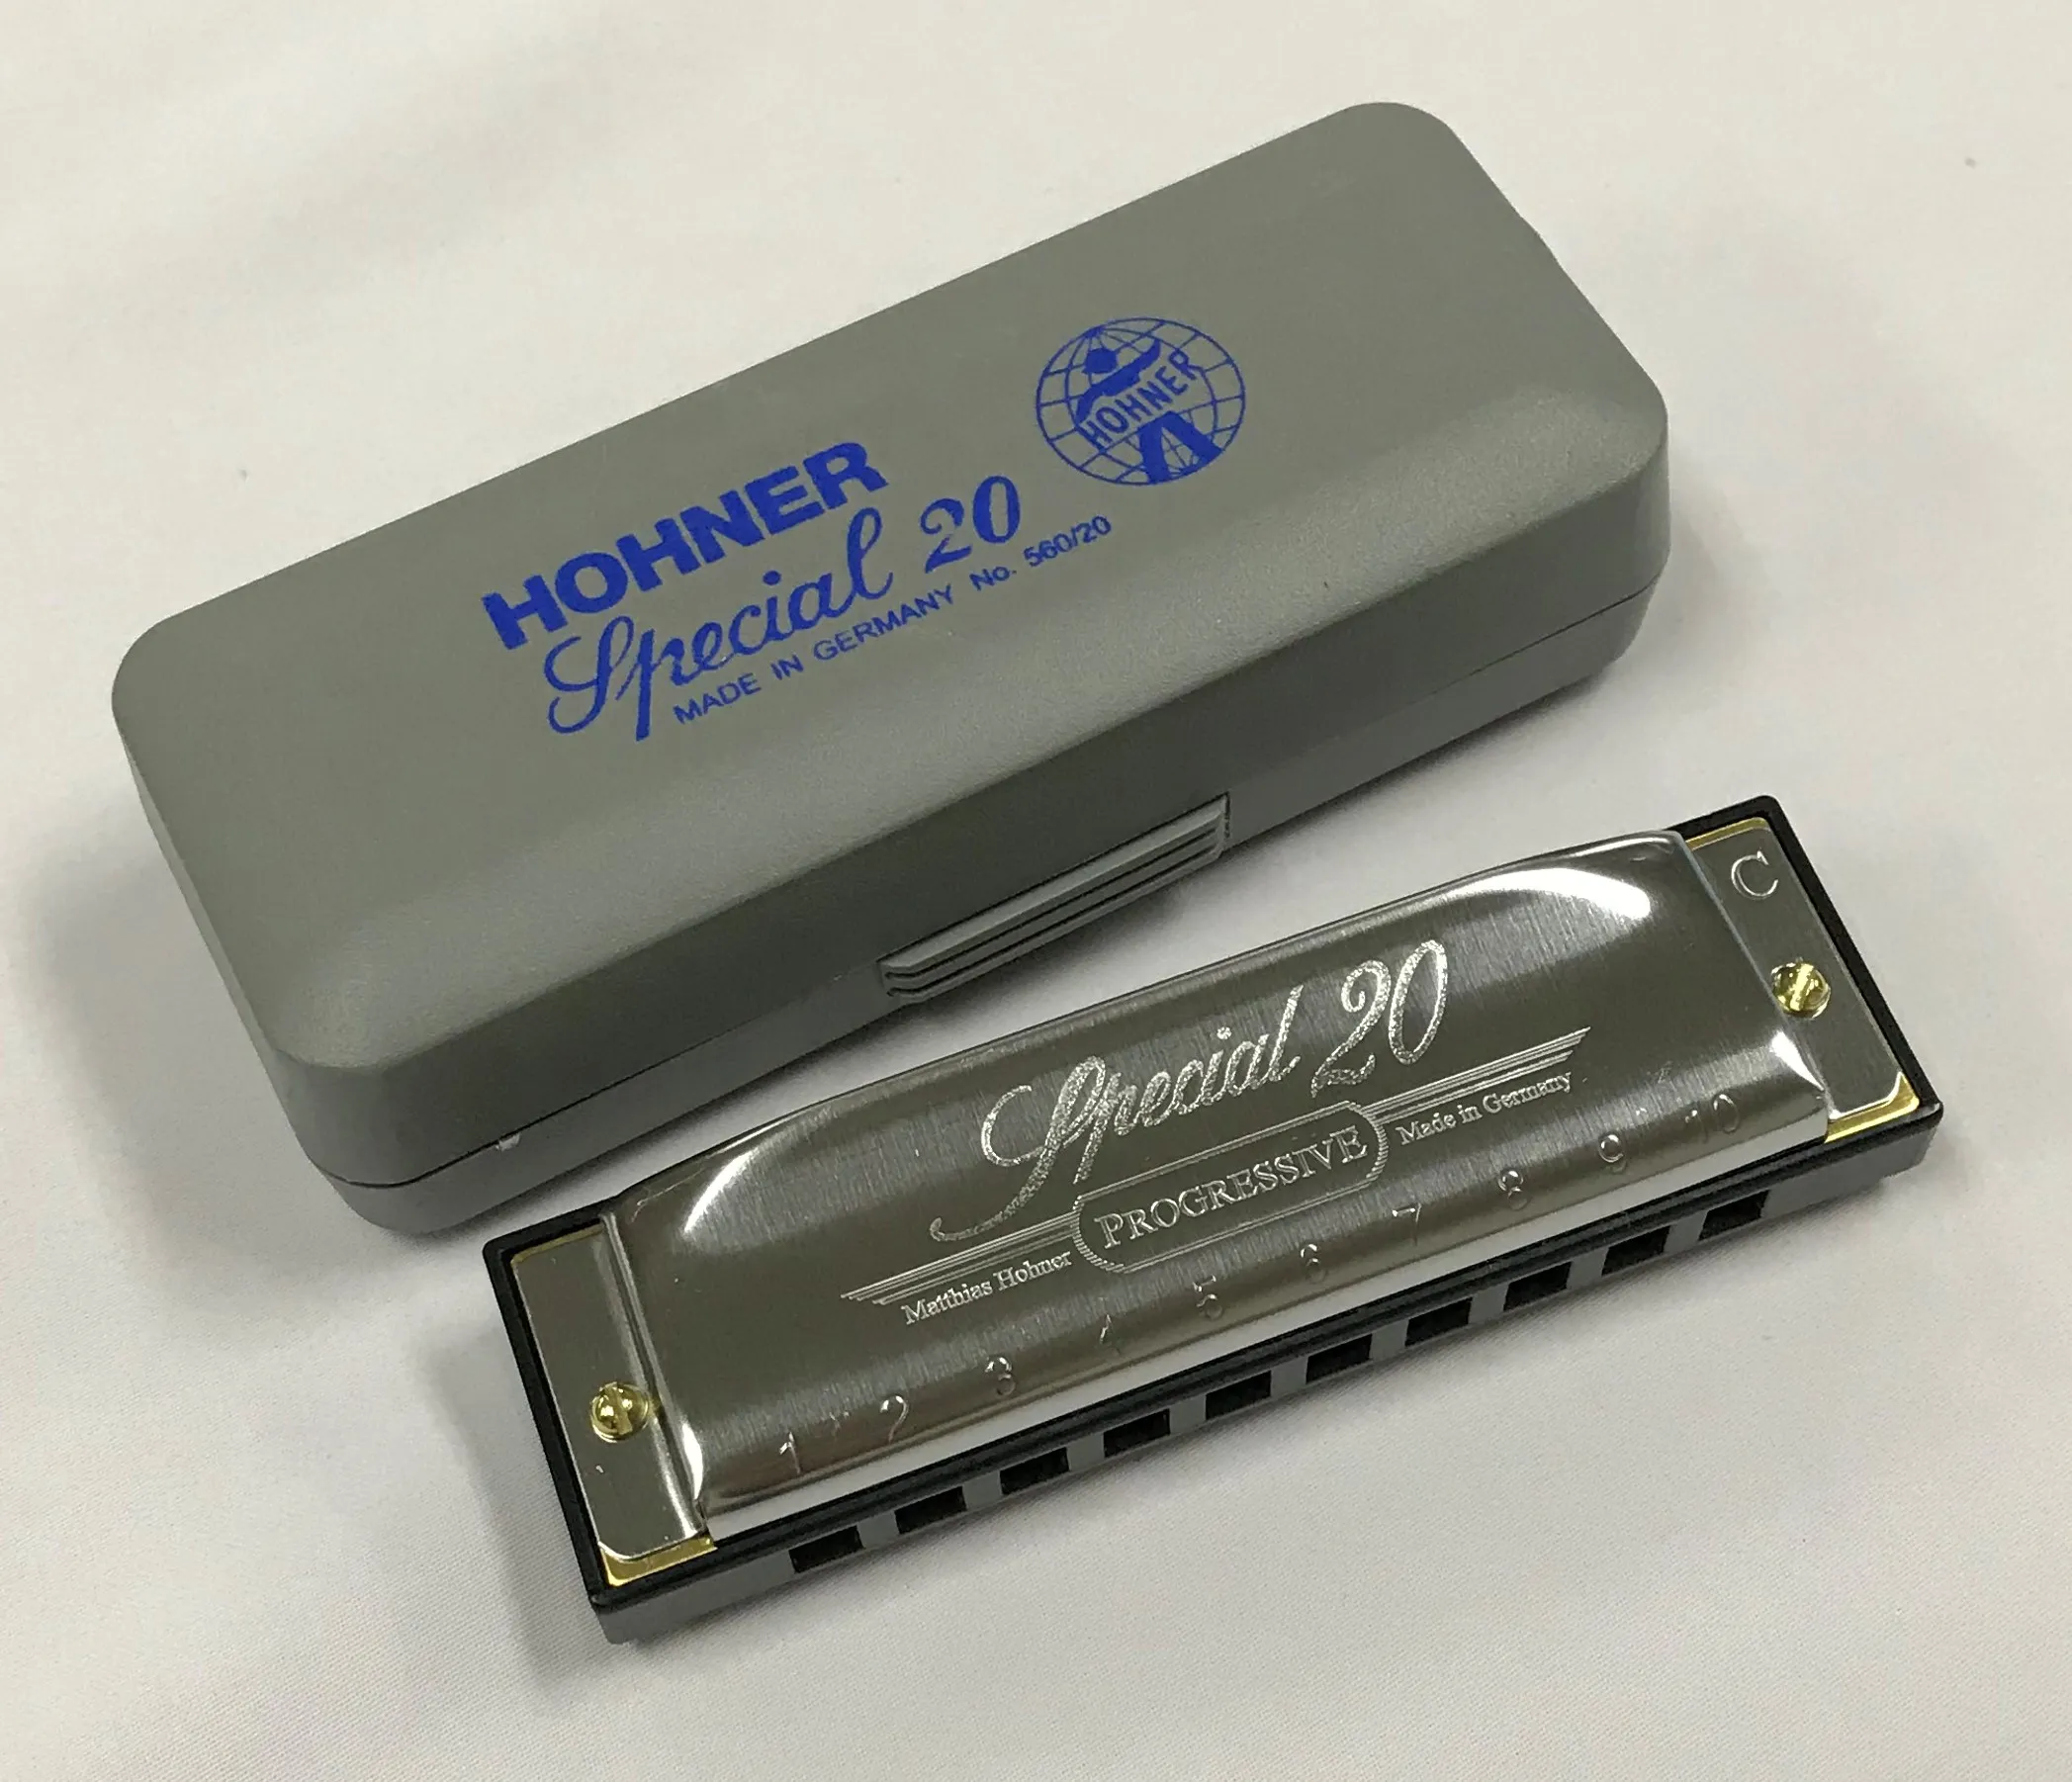 HOHNER
Special 20
MADE IN GERMANY No. 560/20
HOHNER
C
Special 20
PROGRESSIVE
Matthias Hohner
Made in Germany
1 2 3 4 5 6 7 8 9 10